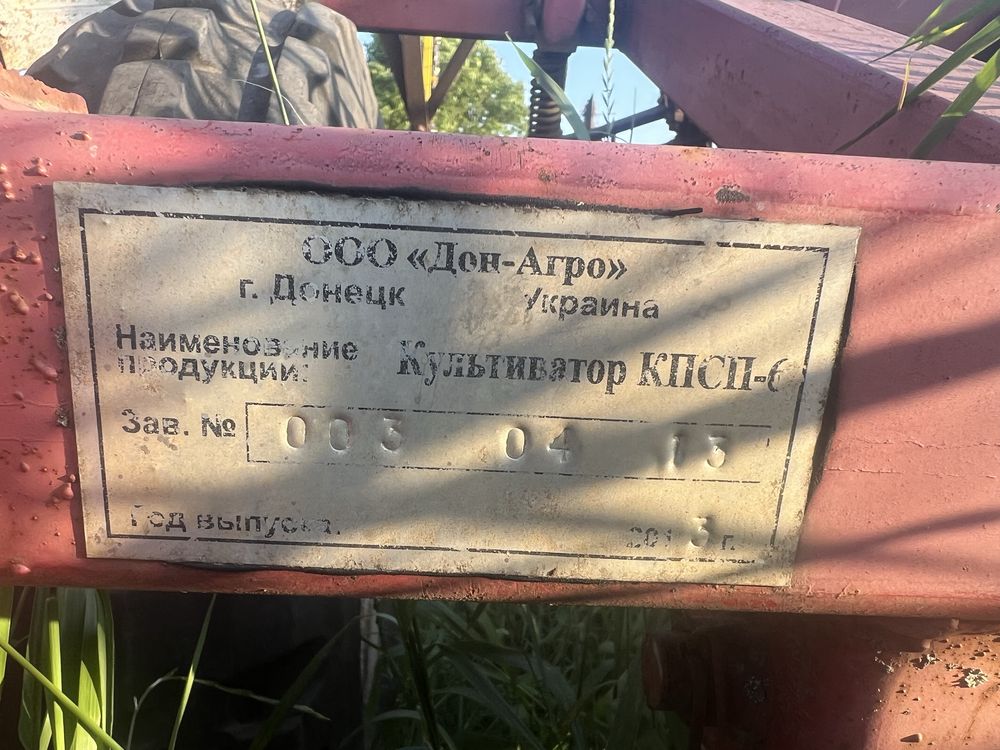 ООО «Дон-Агро»
г. Донецк Украина
Наименование продукции: Культиватор КПСП-6
Зав. № 003 04 13
Год выпуска. 2013 г.